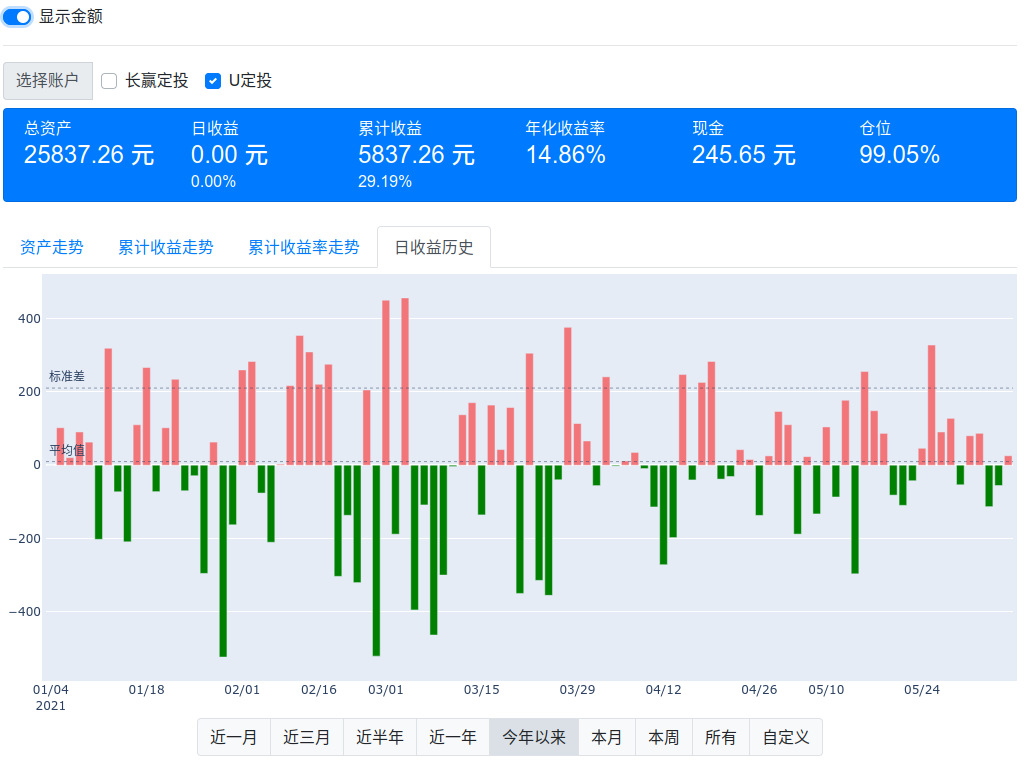 显示金额
选择账户 长赢定投 U定投
总资产 日收益 累计收益 年化收益率 现金 仓位
25837.26 元 0.00 元 5837.26 元 14.86% 245.65 元 99.05%
0.00% 29.19%
资产走势 累计收益走势 累计收益率走势 日收益历史
400
标准差
200
平均值
0
−200
−400
01/04 01/18 02/01 02/16 03/01 03/15 03/29 04/12 04/26 05/10 05/24
2021
近一月 近三月 近半年 近一年 今年以来 本月 本周 所有 自定义